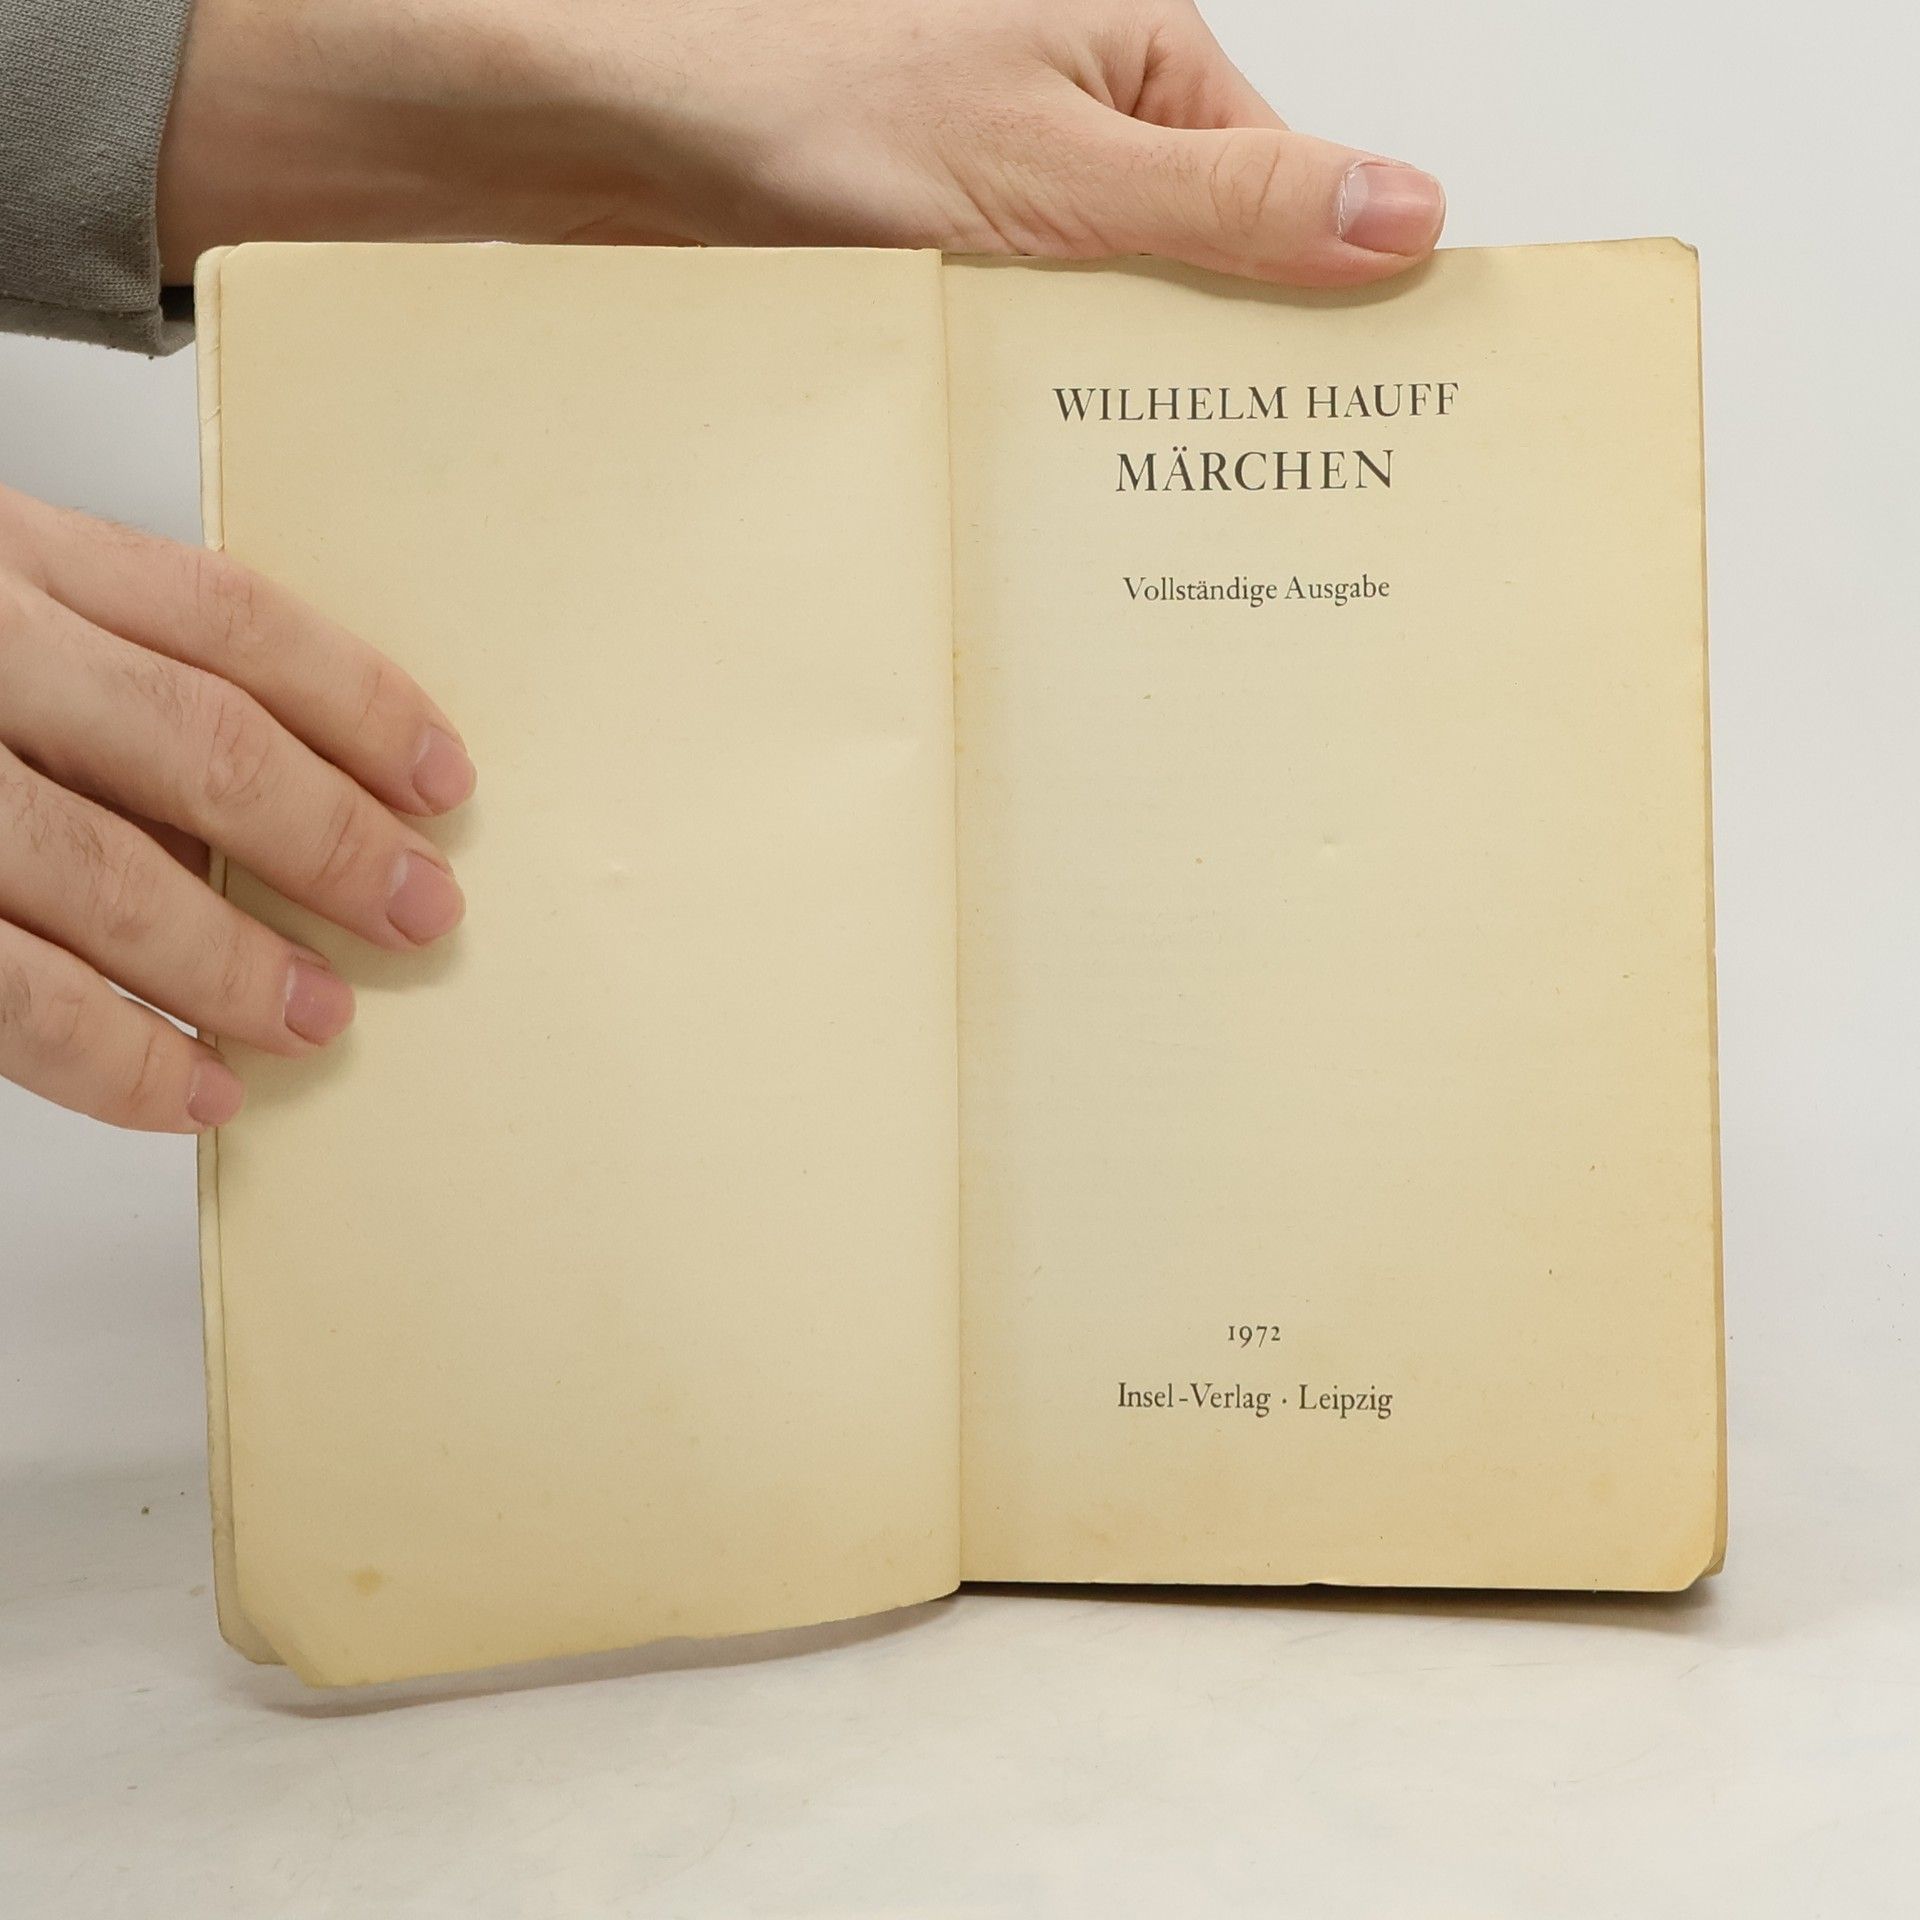 WILHELM HAUFF
MÄRCHEN
Vollständige Ausgabe
1972
Insel-Verlag · Leipzig